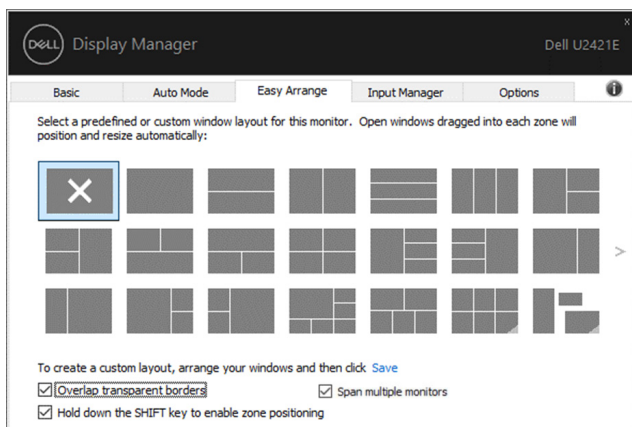 x
DELL Display Manager Dell U2421E
Basic Auto Mode Easy Arrange Input Manager Options i
Select a predefined or custom window layout for this monitor. Open windows dragged into each zone will
position and resize automatically:
>
To create a custom layout, arrange your windows and then click Save
Overlap transparent borders Span multiple monitors
Hold down the SHIFT key to enable zone positioning